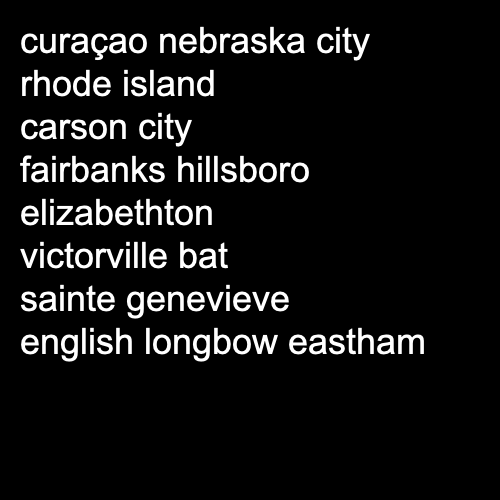 curaçao nebraska city
rhode island
carson city
fairbanks hillsboro
elizabethton
victorville bat
sainte genevieve
english longbow eastham